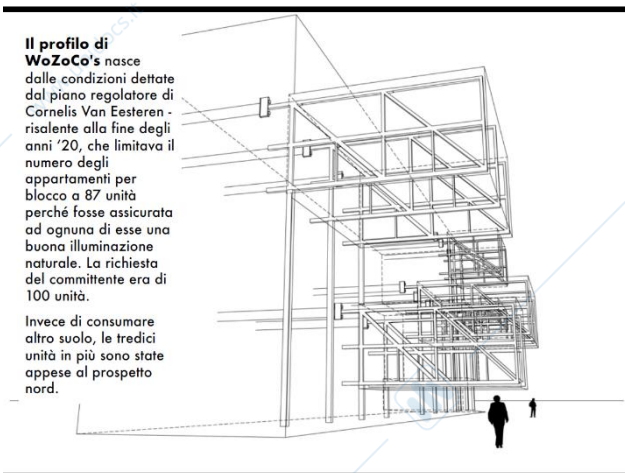 Il profilo di
WoZoCo's nasce
dalle condizioni dettate
dal piano regolatore di
Cornelis Van Eesteren -
risalente alla fine degli
anni '20, che limitava il
numero degli
appartamenti per
blocco a 87 unità
perché fosse assicurata
ad ognuna di esse una
buona illuminazione
naturale. La richiesta
del committente era di
100 unità.
Invece di consumare
altro suolo, le tredici
unità in più sono state
appese al prospetto
nord.